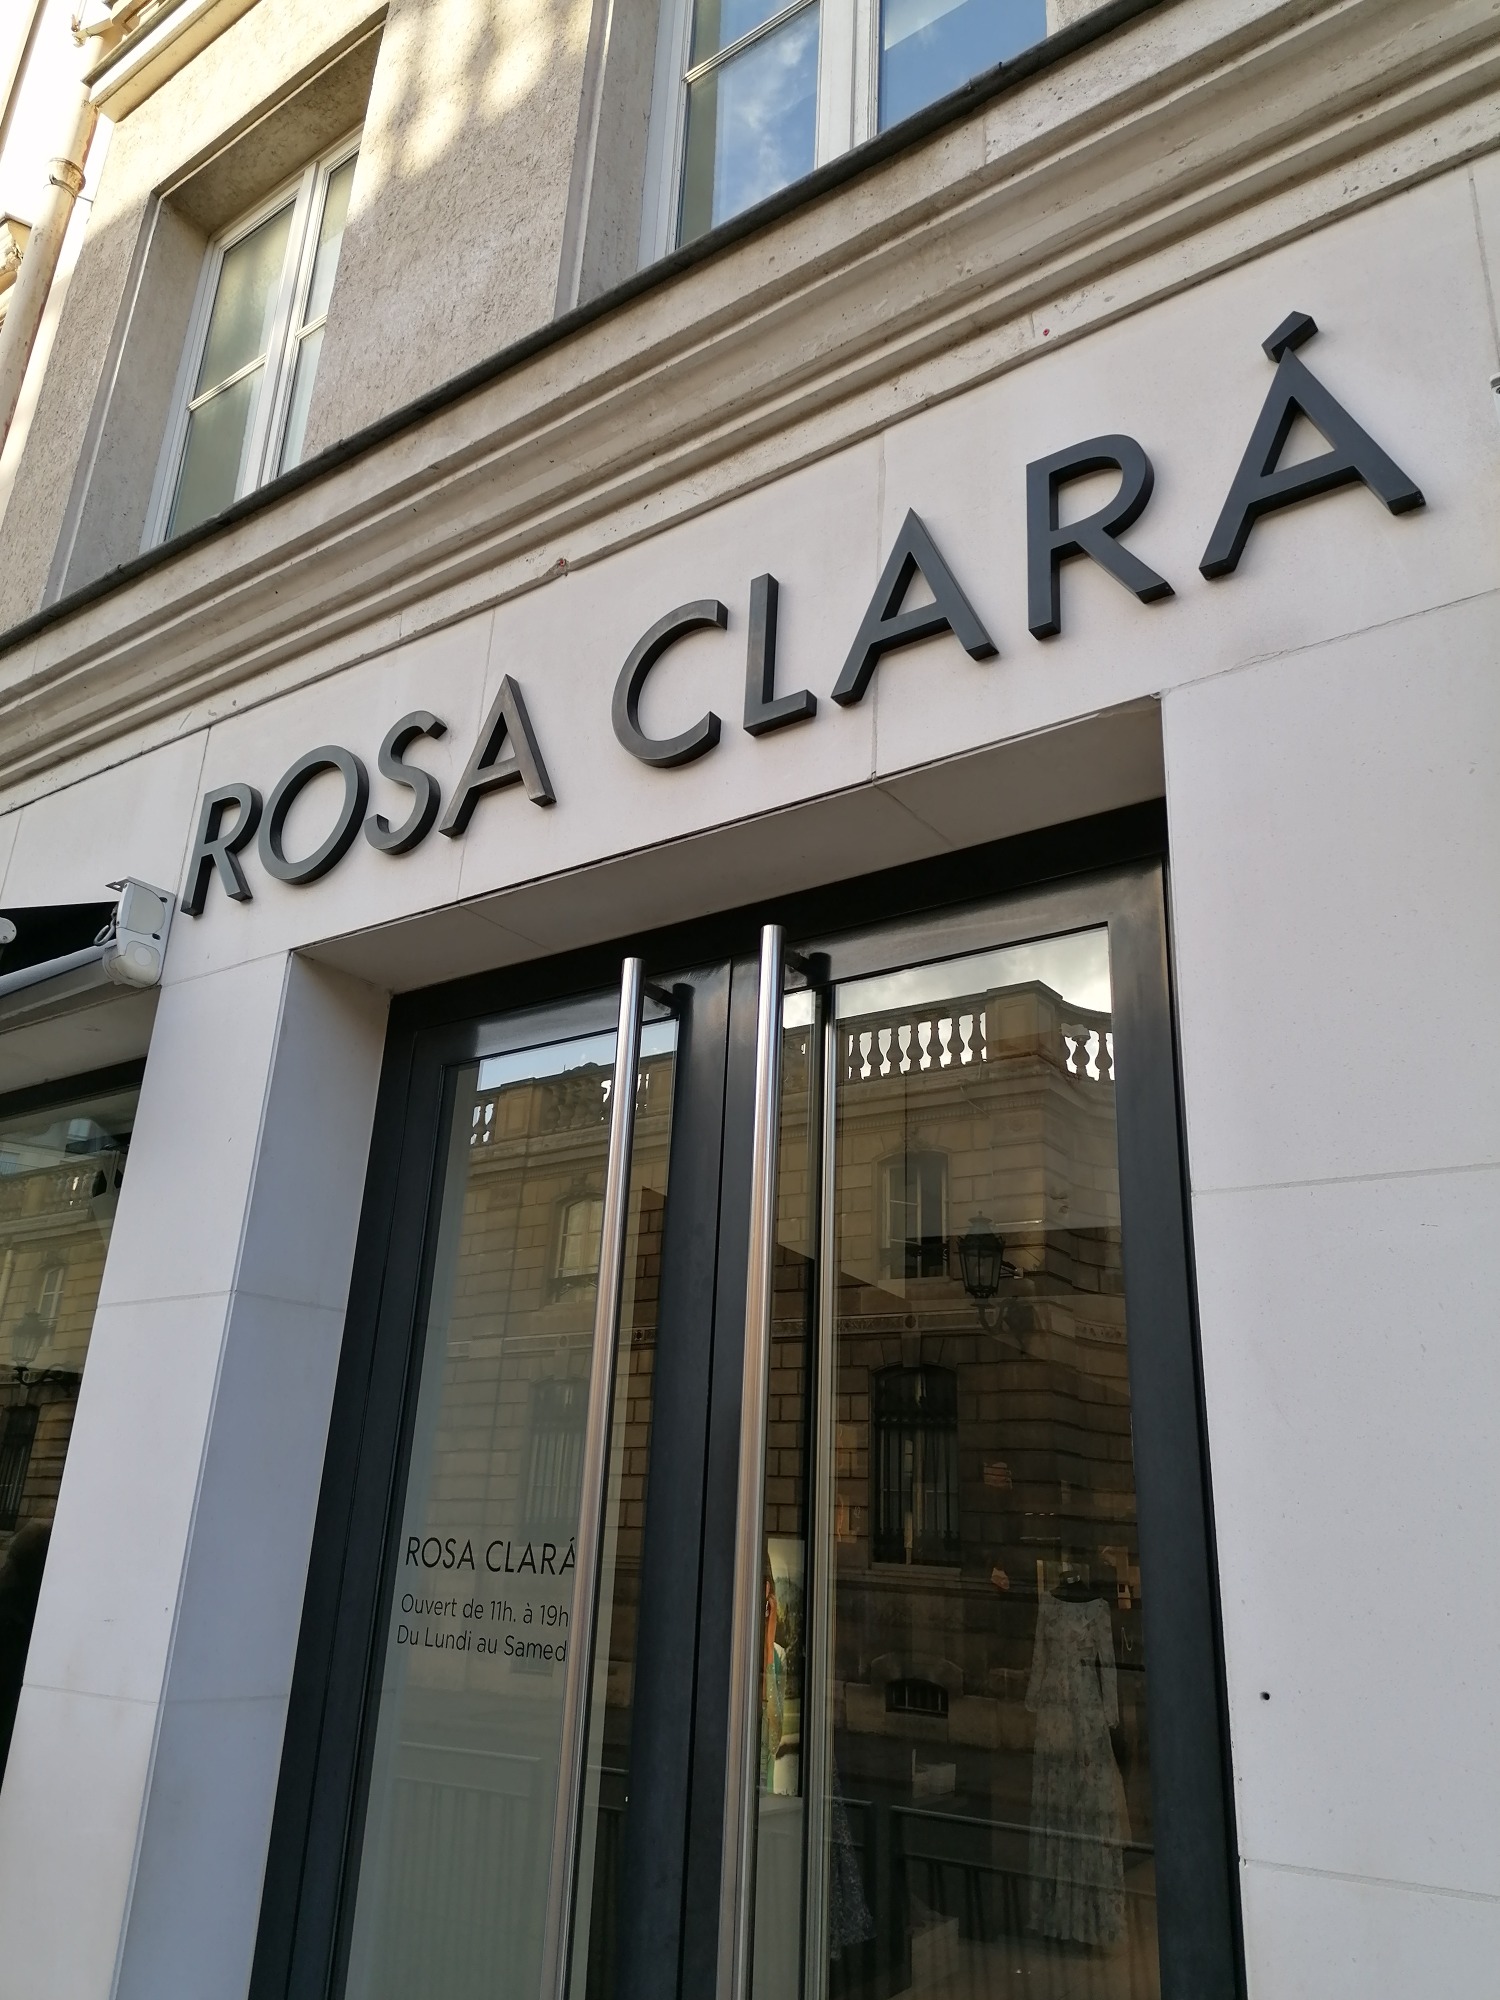 ROSA CLARÁ
ROSA CLARÁ
Ouvert de 11h. à 19h
Du Lundi au Samed